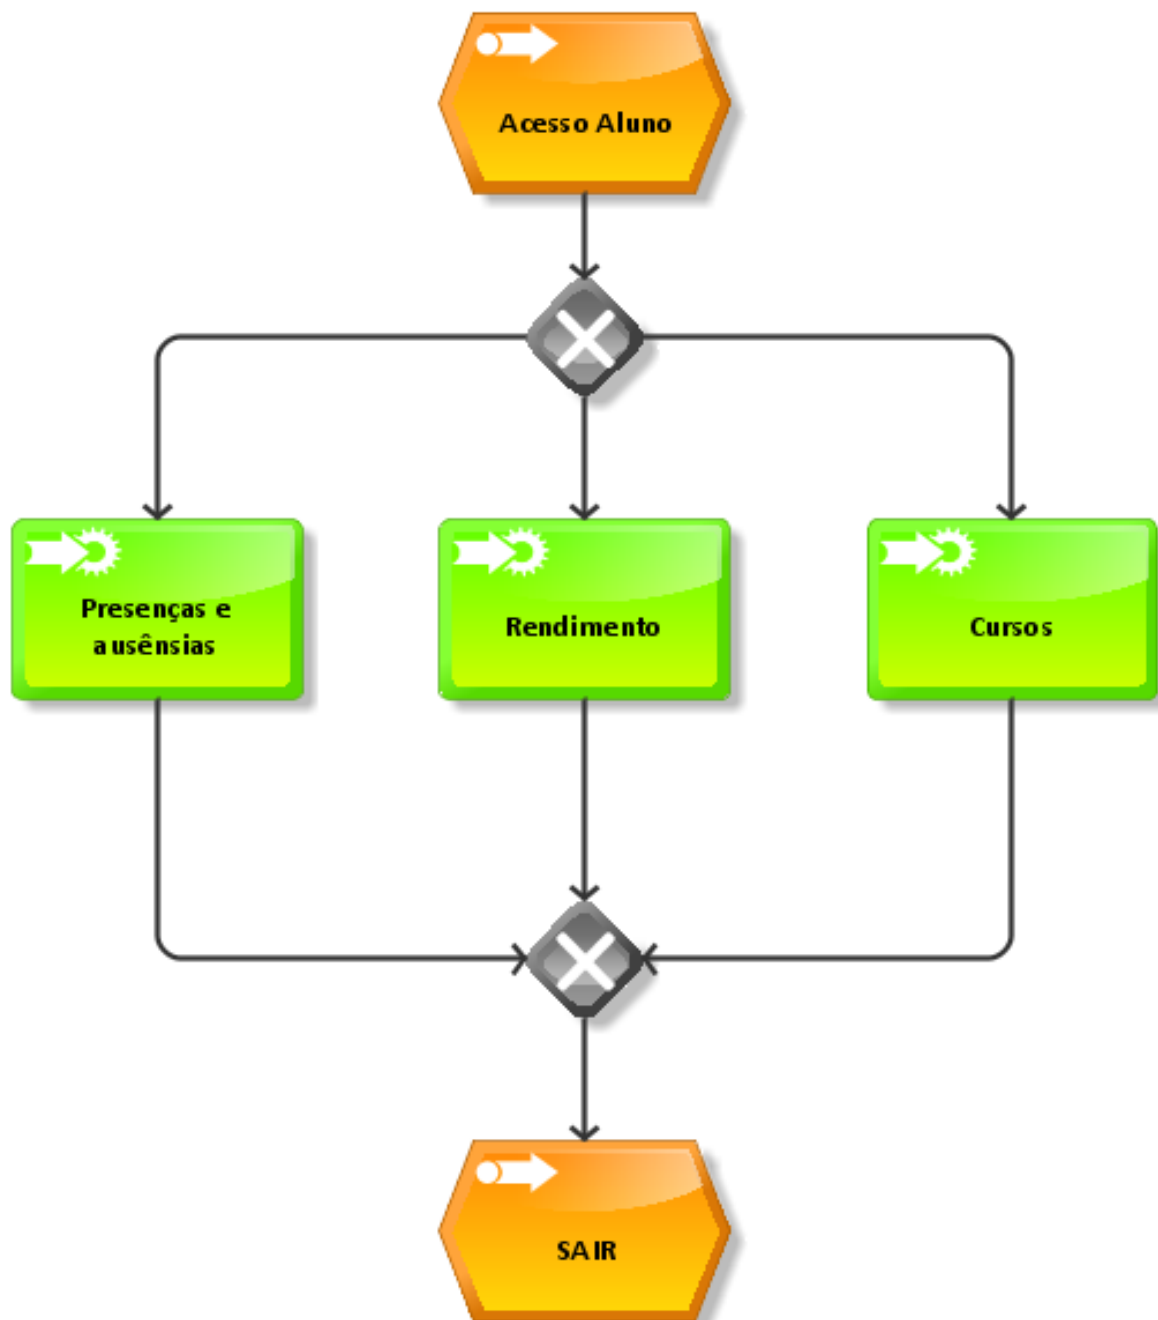 Acesso Aluno
Presenças e
ausênsias
Rendimento
Cursos
SAIR